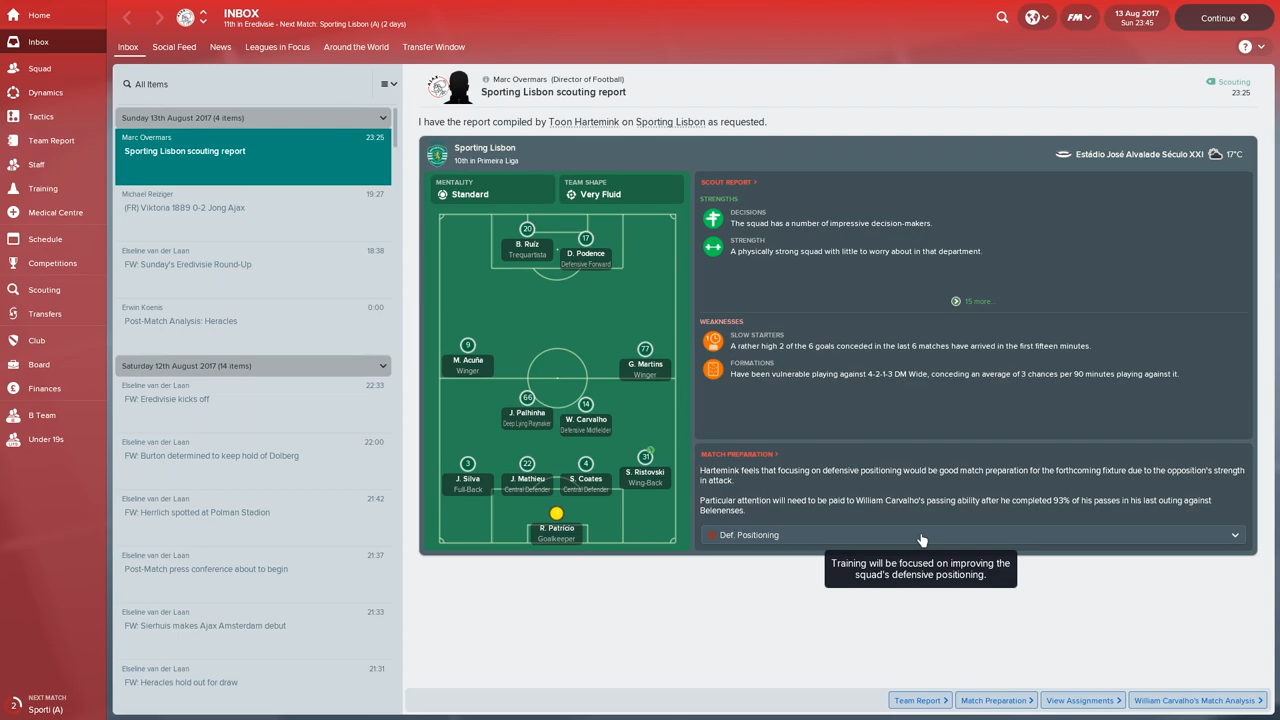 Home
Inbox
Squad
Dynamics
Tactics
Team Report
Staff
Training
Medical Centre
Schedule
Competitions
Scouting
Transfers
Club
Board
Finances
B Team
Under 19s
2
NEXT MATCH
Sporti (A)
INBOX
11th in Eredivisie - Next Match: Sporting Lisbon (A) (2 days)
FM
13 Aug 2017
Sun 23:45
Continue
Inbox
Social Feed
News
Leagues in Focus
Around the World
Transfer Window
?
All Items
Sunday 13th August 2017 (4 items)
Marc Overmars 23:25
Sporting Lisbon scouting report
Michael Reiziger 19:27
(FR) Viktoria 1889 0-2 Jong Ajax
Elseline van der Laan 18:38
FW: Sunday's Eredivisie Round-Up
Erwin Koenis 0:00
Post-Match Analysis: Heracles
Saturday 12th August 2017 (14 items)
Elseline van der Laan 22:33
FW: Eredivisie kicks off
Elseline van der Laan 22:00
FW: Burton determined to keep hold of Dolberg
Elseline van der Laan 21:42
FW: Herrlich spotted at Polman Stadion
Elseline van der Laan 21:37
Post-Match press conference about to begin
Elseline van der Laan 21:33
FW: Sierhuis makes Ajax Amsterdam debut
Elseline van der Laan 21:31
FW: Heracles hold out for draw
Marc Overmars (Director of Football)
Sporting Lisbon scouting report
Scouting
23:25
I have the report compiled by Toon Hartemink on Sporting Lisbon as requested.
Sporting Lisbon
10th in Primeira Liga
Estádio José Alvalade Século XXI
17°C
MENTALITY
Standard
TEAM SHAPE
Very Fluid
20
B. Ruíz
Trequartista
17
D. Podence
Defensive Forward
9
M. Acuña
Winger
77
G. Martins
Winger
66
J. Palhinha
Deep Lying Playmaker
14
W. Carvalho
Defensive Midfielder
3
J. Silva
Full-Back
22
J. Mathieu
Central Defender
4
S. Coates
Central Defender
31
S. Ristovski
Wing-Back
1
R. Patrício
Goalkeeper
SCOUT REPORT >
STRENGTHS
DECISIONS
The squad has a number of impressive decision-makers.
STRENGTH
A physically strong squad with little to worry about in that department.
15 more...
WEAKNESSES
SLOW STARTERS
A rather high 2 of the 6 goals conceded in the last 6 matches have arrived in the first fifteen minutes.
FORMATIONS
Have been vulnerable playing against 4-2-1-3 DM Wide, conceding an average of 3 chances per 90 minutes playing against it.
MATCH PREPARATION >
Hartemink feels that focusing on defensive positioning would be good match preparation for the forthcoming fixture due to the opposition's strength
in attack.
Particular attention will need to be paid to William Carvalho's passing ability after he completed 93% of his passes in his last outing against
Belenenses.
Def. Positioning
Training will be focused on improving the
squad's defensive positioning.
Team Report >
Match Preparation >
View Assignments >
William Carvalho's Match Analysis >